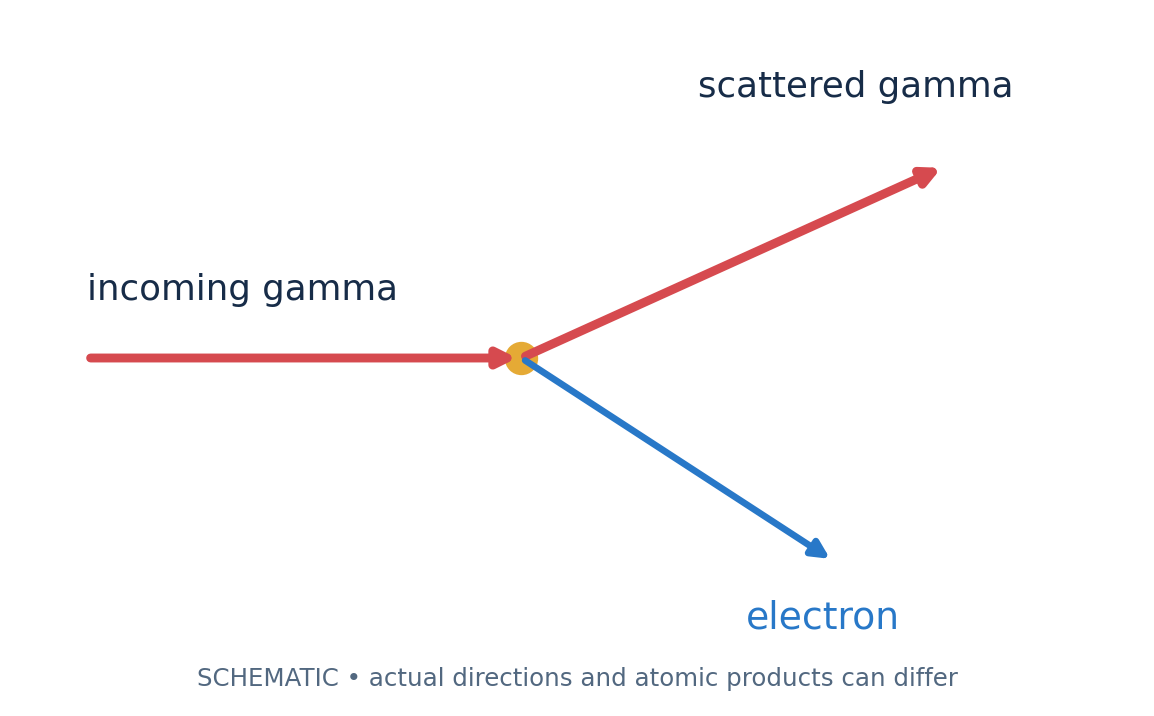 scattered gamma
incoming gamma
electron
SCHEMATIC • actual directions and atomic products can differ